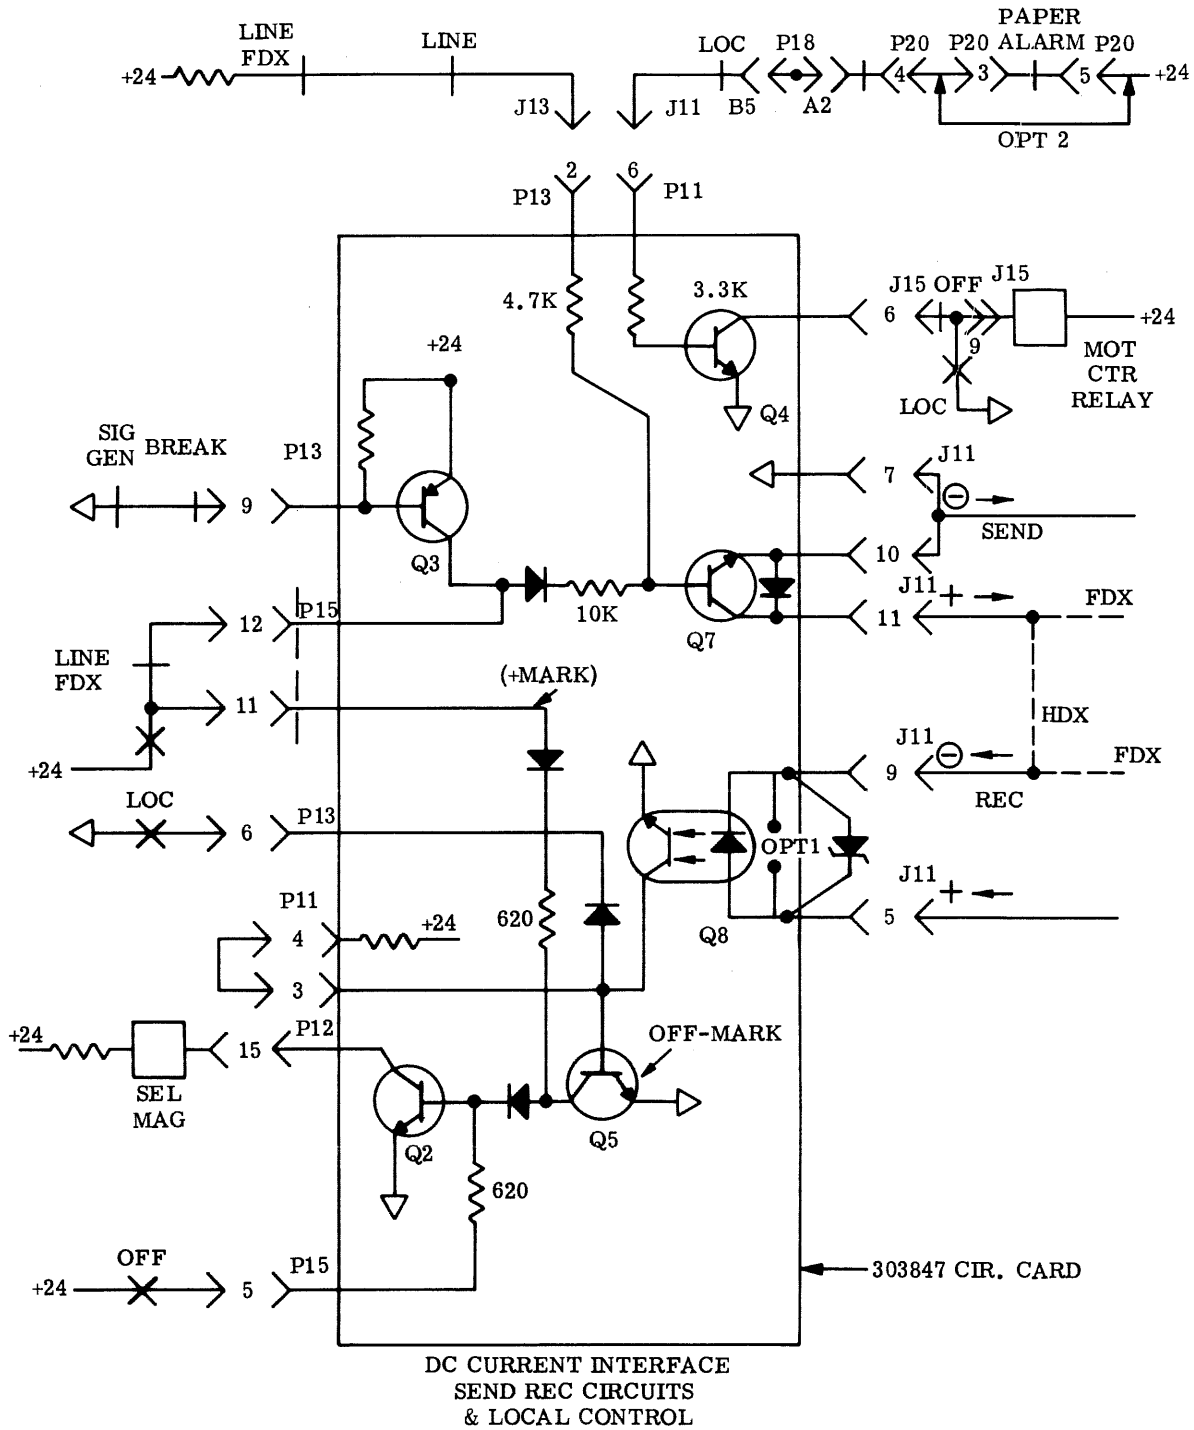 PAPER
LINE
FDX
LINE
LOC
P18
P20
P20
ALARM
P20
+24
4
3
5
+24
J13
J11
B5
A2
OPT 2
2
6
P13
P11
4.7K
3.3K
J15
OFF
J15
6
+24
9
MOT
CTR
RELAY
+24
LOC
Q4
SIG
GEN
BREAK
P13
J11
7
9
SEND
Q3
10
P15
12
10K
J11
+
FDX
11
Q7
LINE
FDX
(+MARK)
11
HDX
J11
FDX
+24
9
REC
LOC
P13
6
OPT1
J11
+
P11
620
+24
Q8
5
4
3
+24
P12
OFF-MARK
15
SEL
MAG
Q2
Q5
620
OFF
P15
+24
5
303847 CIR. CARD
DC CURRENT INTERFACE
SEND REC CIRCUITS
& LOCAL CONTROL